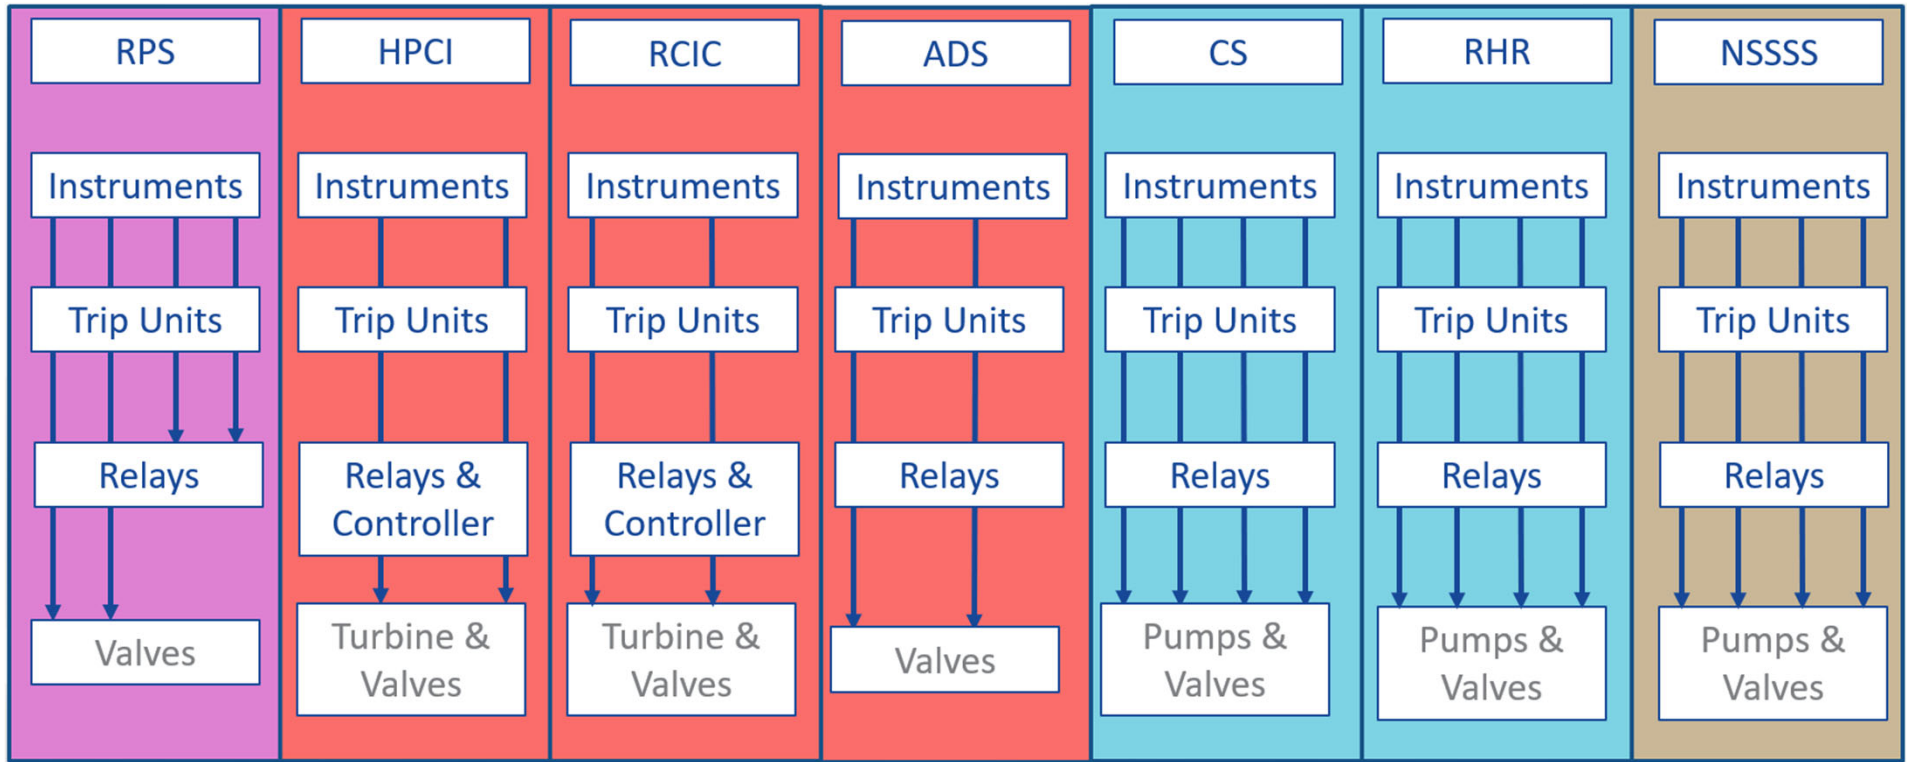 RPS
HPCI
RCIC
ADS
CS
RHR
NSSSS
Instruments
Instruments
Instruments
Instruments
Instruments
Instruments
Instruments
Trip Units
Trip Units
Trip Units
Trip Units
Trip Units
Trip Units
Trip Units
Relays
Relays &
Controller
Relays &
Controller
Relays
Relays
Relays
Relays
Valves
Turbine &
Valves
Turbine &
Valves
Valves
Pumps &
Valves
Pumps &
Valves
Pumps &
Valves